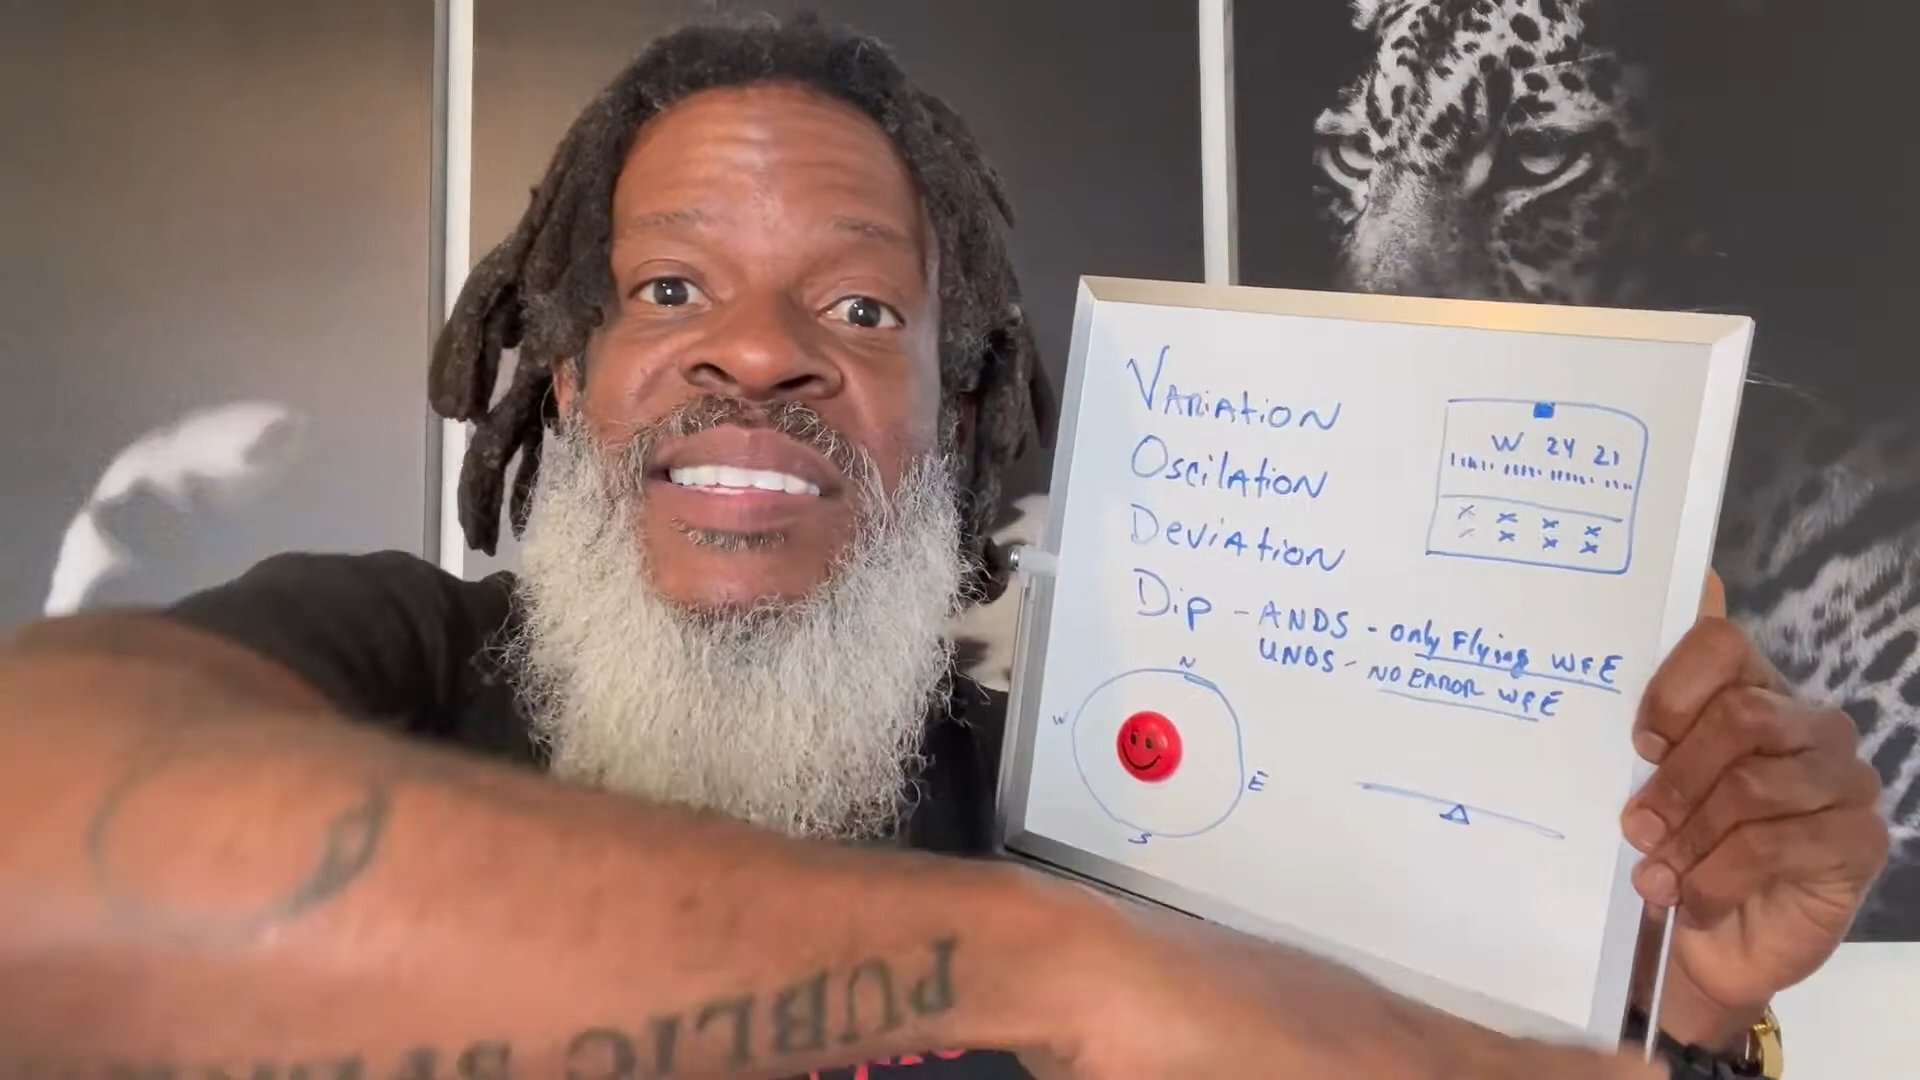 VARiAtiON
OsciLAtiON
DeviAtiON
Dip - ANDS - only Flying W & E
UNOS - NO ERROR W & E
W 24 21
x x x x
x x x x
N
W
E
S
PUBLIC